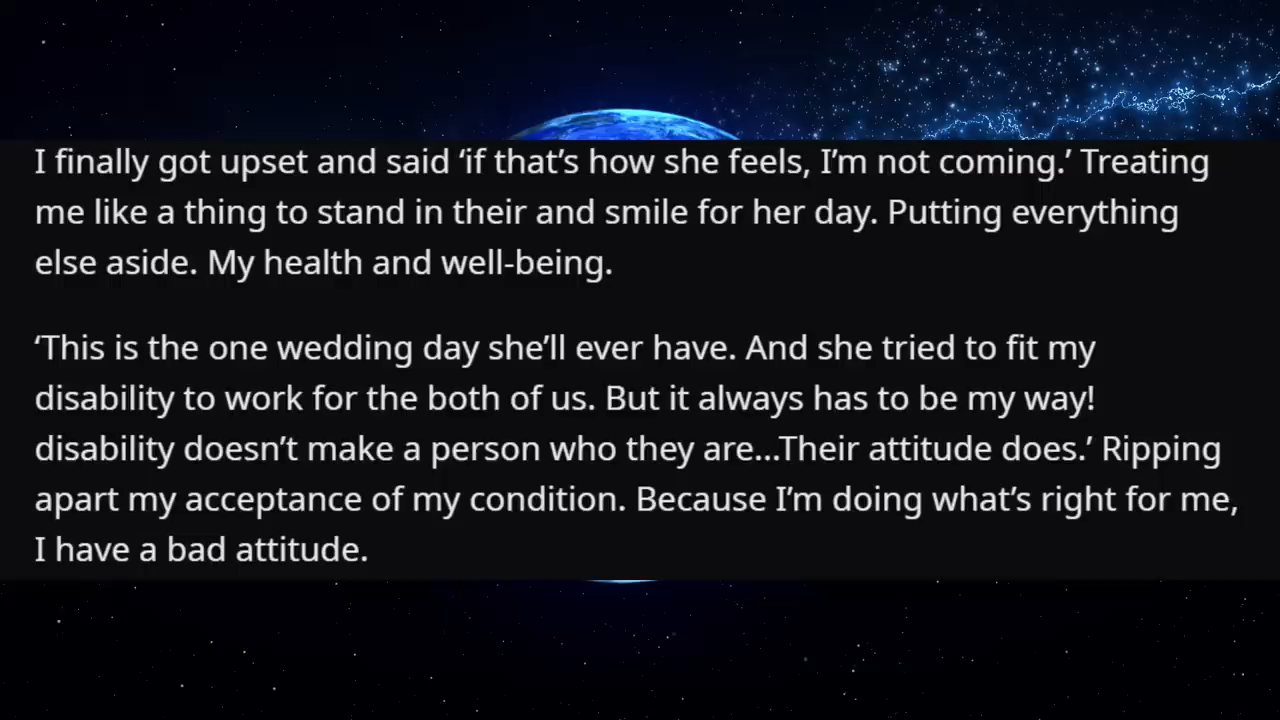 I finally got upset and said ‘if that’s how she feels, I’m not coming.’ Treating
me like a thing to stand in their and smile for her day. Putting everything
else aside. My health and well-being.
‘This is the one wedding day she’ll ever have. And she tried to fit my
disability to work for the both of us. But it always has to be my way!
disability doesn’t make a person who they are...Their attitude does.’ Ripping
apart my acceptance of my condition. Because I’m doing what’s right for me,
I have a bad attitude.